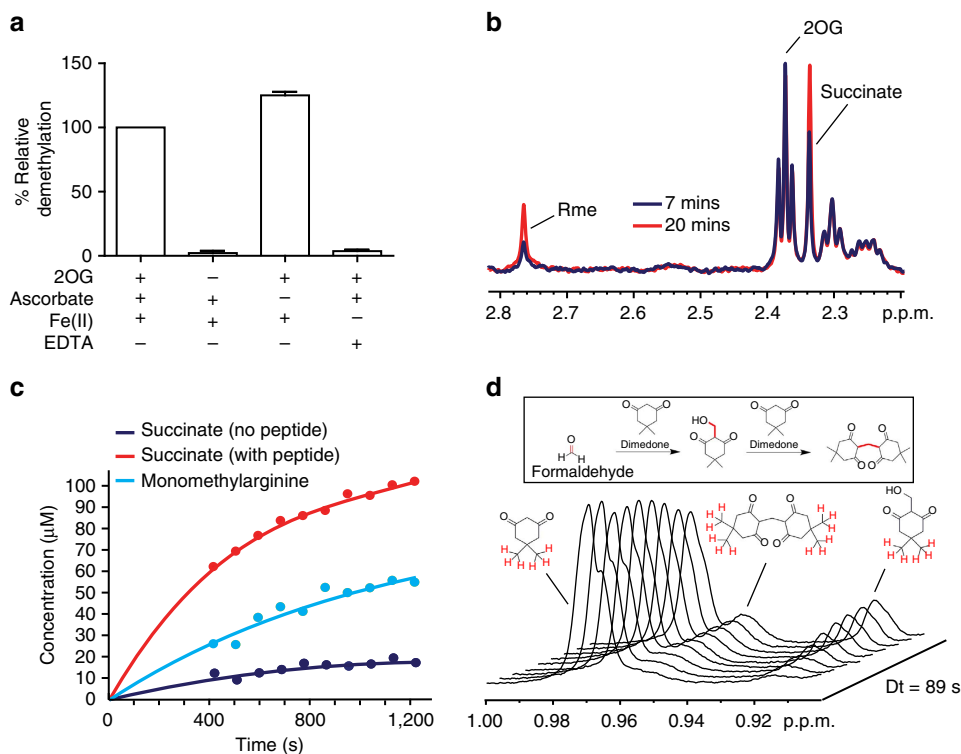 a
150
100
50
0
% Relative
demethylation
2OG + – + +
Ascorbate + + – +
Fe(II) + + + –
EDTA – – – +
b
2OG
Succinate
Rme
7 mins
20 mins
2.8 2.7 2.6 2.5 2.4 2.3 p.p.m.
c
Succinate (no peptide)
Succinate (with peptide)
Monomethylarginine
100
90
80
70
60
50
40
30
20
10
0
Concentration (μM)
0 400 800 1,200
Time (s)
d
O O O O
O HO O O O O
H H Dimedone O O Dimedone O O
Formaldehyde
HO
O O O O O O
O O
H H H H H H
H H H H H H H H H H H H
Dt = 89 s
1.00 0.98 0.96 0.94 0.92 p.p.m.